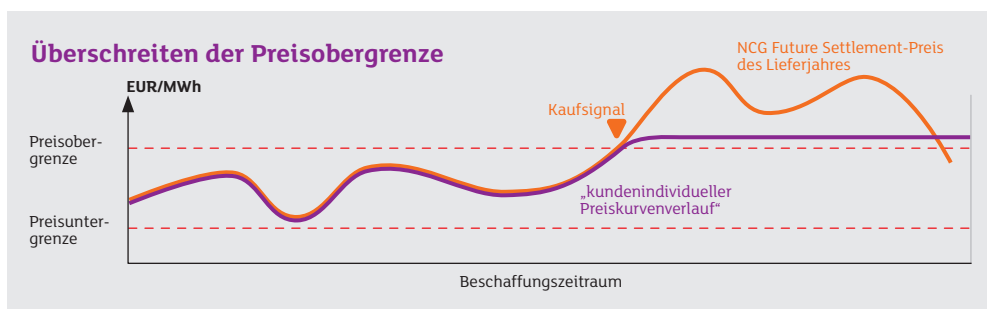 Überschreiten der Preisobergrenze
NCG Future Settlement-Preis
des Lieferjahres
EUR/MWh
Kaufsignal
Preisober-
grenze
„kundenindividueller
Preiskurvenverlauf“
Preisunter-
grenze
Beschaffungszeitraum